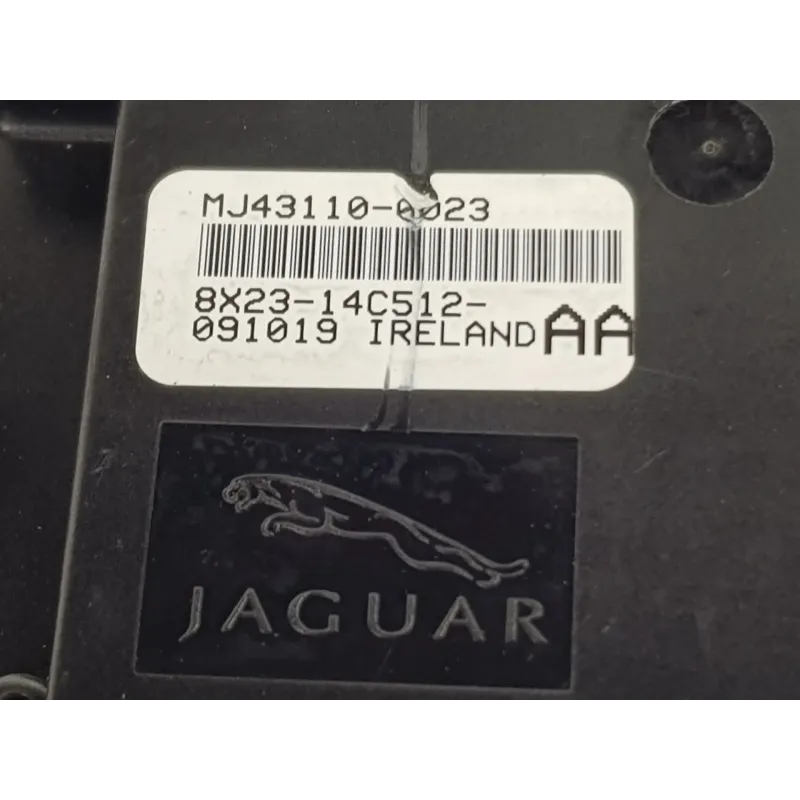 MJ43110-0023
8X23-14C512-
091019 IRELAND AA
JAGUAR